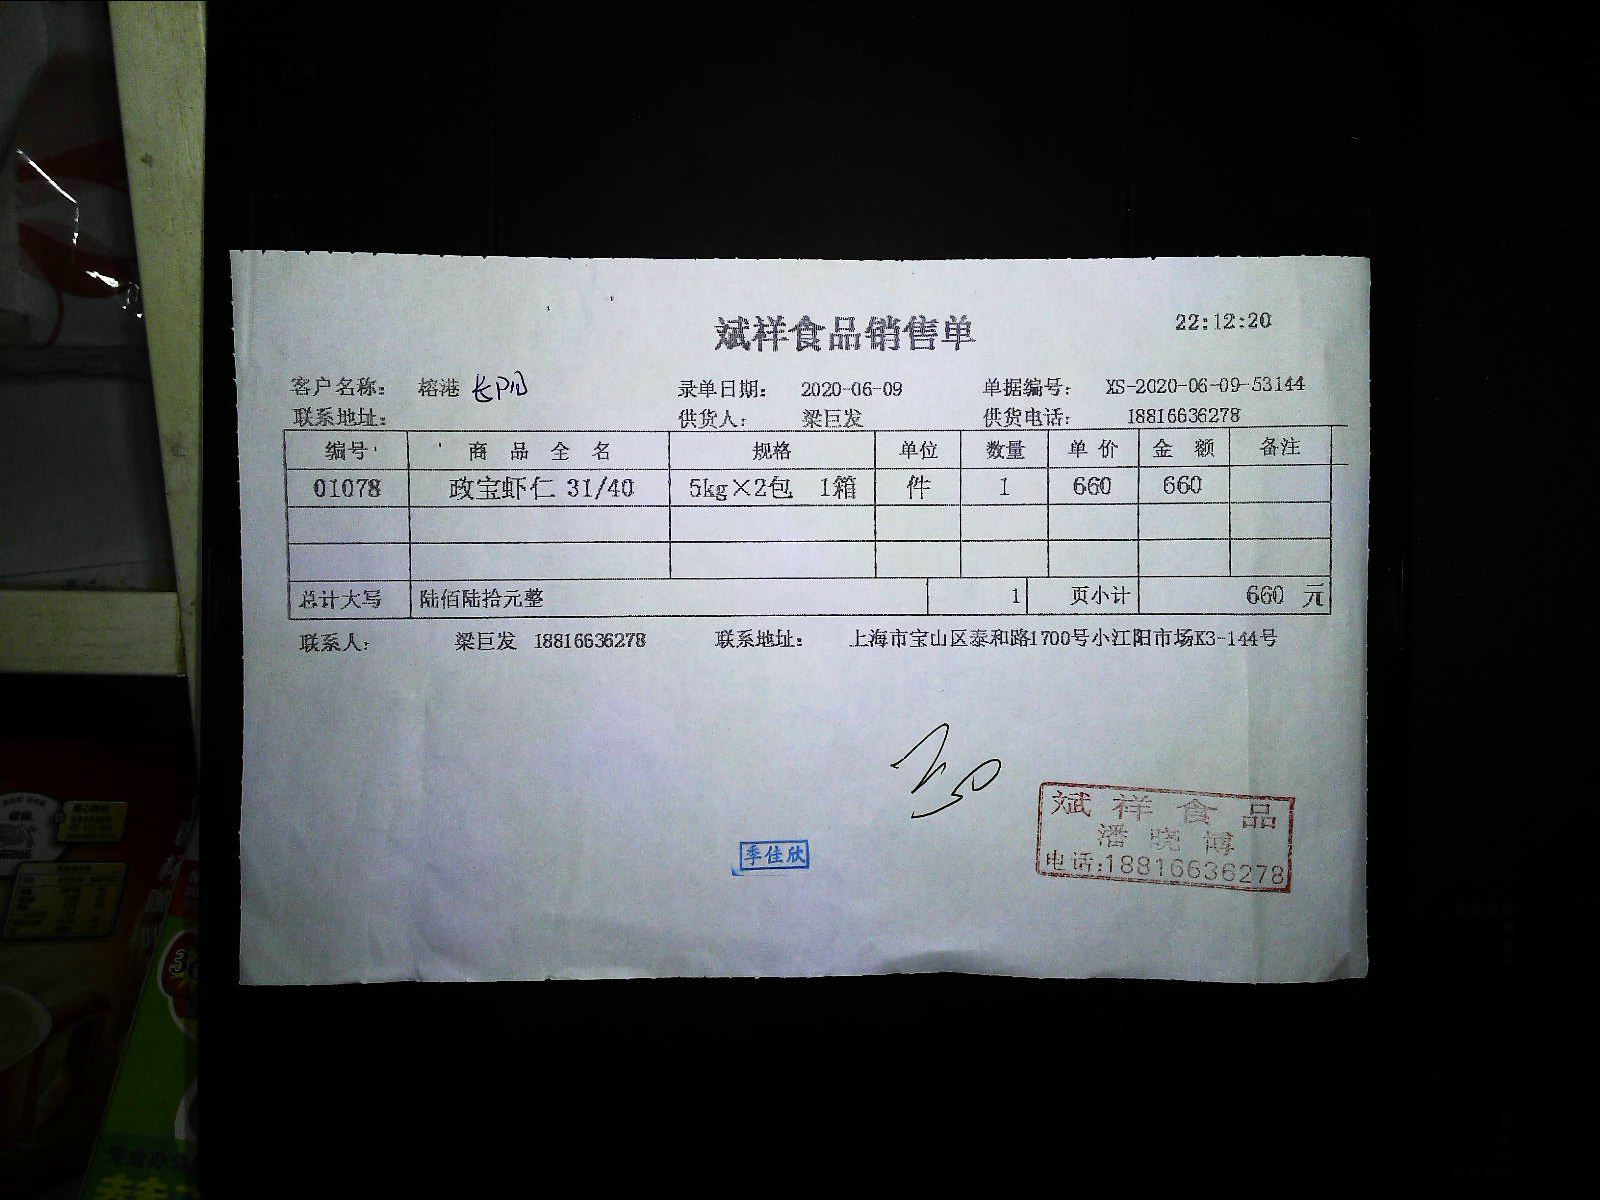 斌祥食品销售单
22:12:20
客户名称： 榕港 录单日期： 2020-06-09 单据编号： XS-2020-06-09-53144
联系地址： 供货人： 梁巨发 供货电话： 18816636278
编号 商品全名 规格 单位 数量 单价 金额 备注
01078 政宝虾仁 31/40 5kg×2包 1箱 件 1 660 660
总计大写 陆佰陆拾元整 1 页小计 660 元
联系人： 梁巨发 18816636278 联系地址： 上海市宝山区泰和路1700号小江阳市场K3-144号
斌祥食品
潘晓博
电话:18816636278
季佳欣